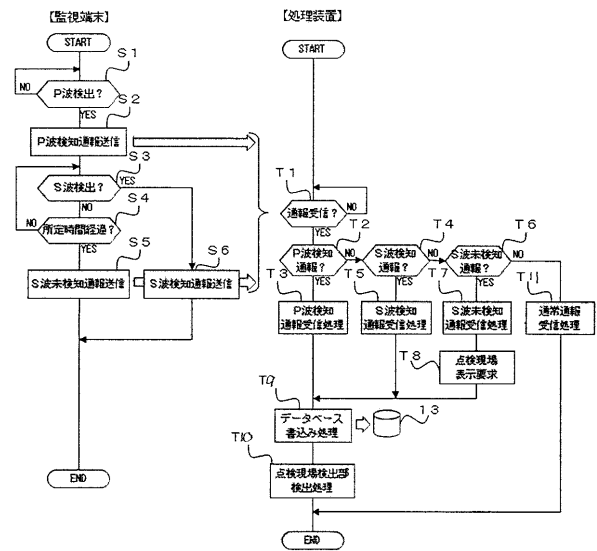 【監視端末】
START
S1
P波検出?
NO
YES
S2
P波検知通報送信
S3
S波検出?
YES
NO
S4
所定時間経過?
NO
YES
S5
S波未検知通報送信
S6
S波検知通報送信
END
【処理装置】
START
T1
通報受信?
NO
YES
T2
P波検知
通報?
NO
YES
T4
S波検知
通報?
NO
YES
T6
S波未検知
通報?
NO
YES
T3
P波検知
通報受信処理
T5
S波検知
通報受信処理
T7
S波未検知
通報受信処理
T11
通常通報
受信処理
T8
点検現場
表示要求
T9
データベース
書込み処理
13
T10
点検現場検出部
検出処理
END